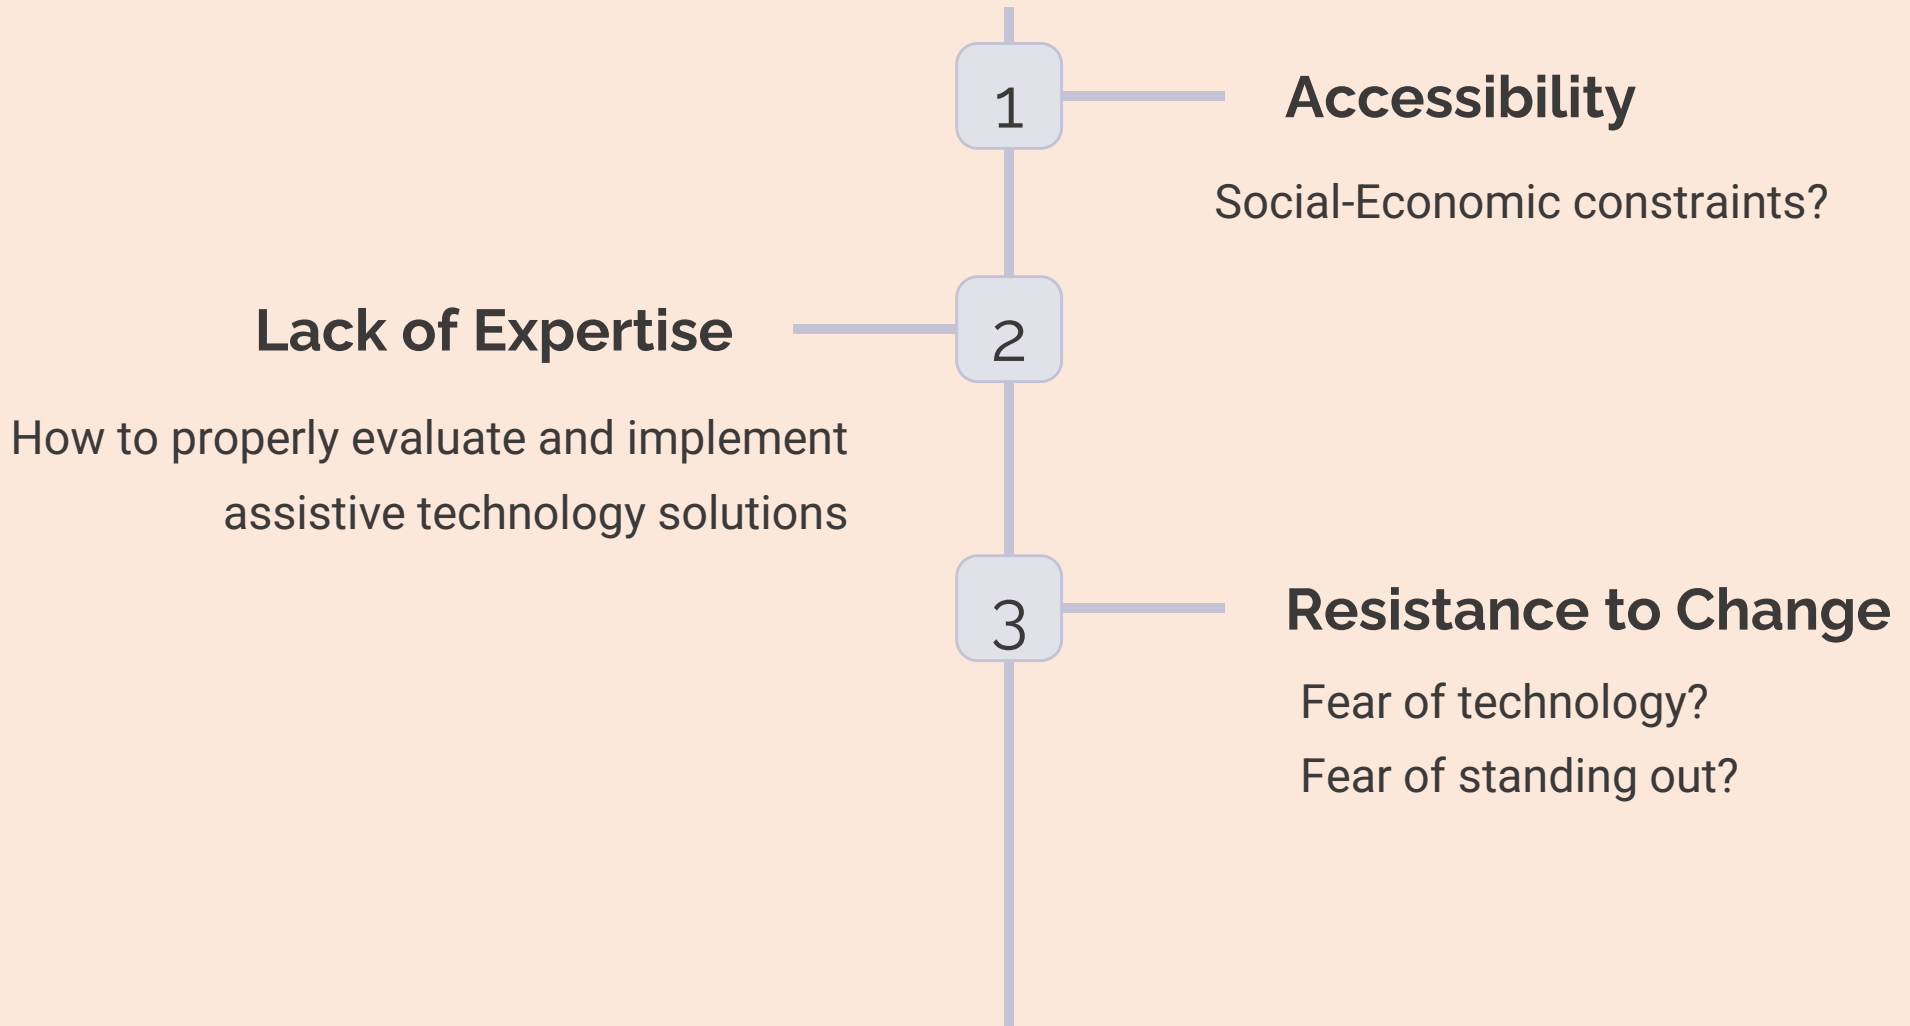 1
Accessibility
Social-Economic constraints?
2
Lack of Expertise
How to properly evaluate and implement
assistive technology solutions
3
Resistance to Change
Fear of technology?
Fear of standing out?